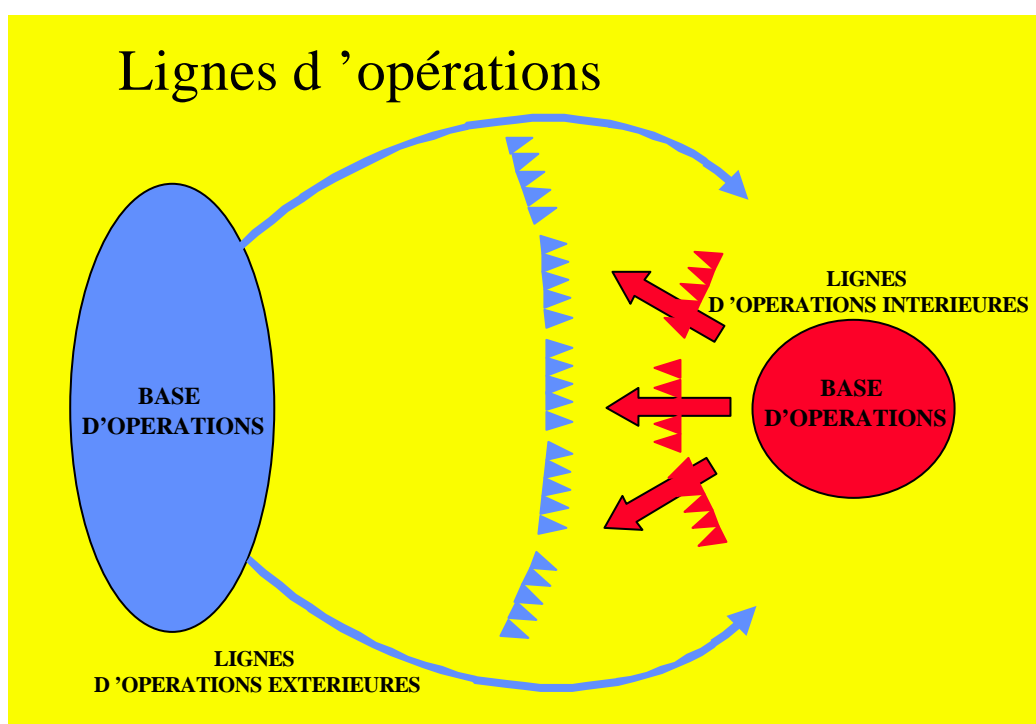 Lignes d ’opérations
LIGNES
D ’OPERATIONS INTERIEURES
BASE
D’OPERATIONS
BASE
D’OPERATIONS
LIGNES
D ’OPERATIONS EXTERIEURES